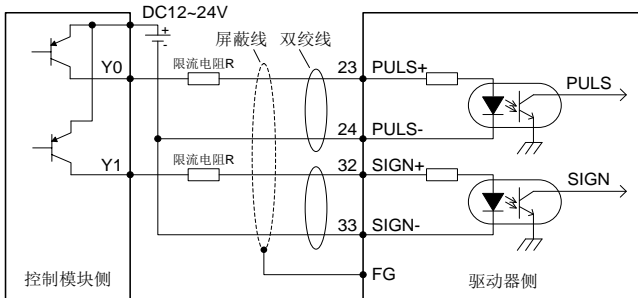 DC12~24V
+
-
屏蔽线
双绞线
Y0
限流电阻R
23
PULS+
PULS
24
PULS-
Y1
限流电阻R
32
SIGN+
SIGN
33
SIGN-
FG
控制模块侧
驱动器侧